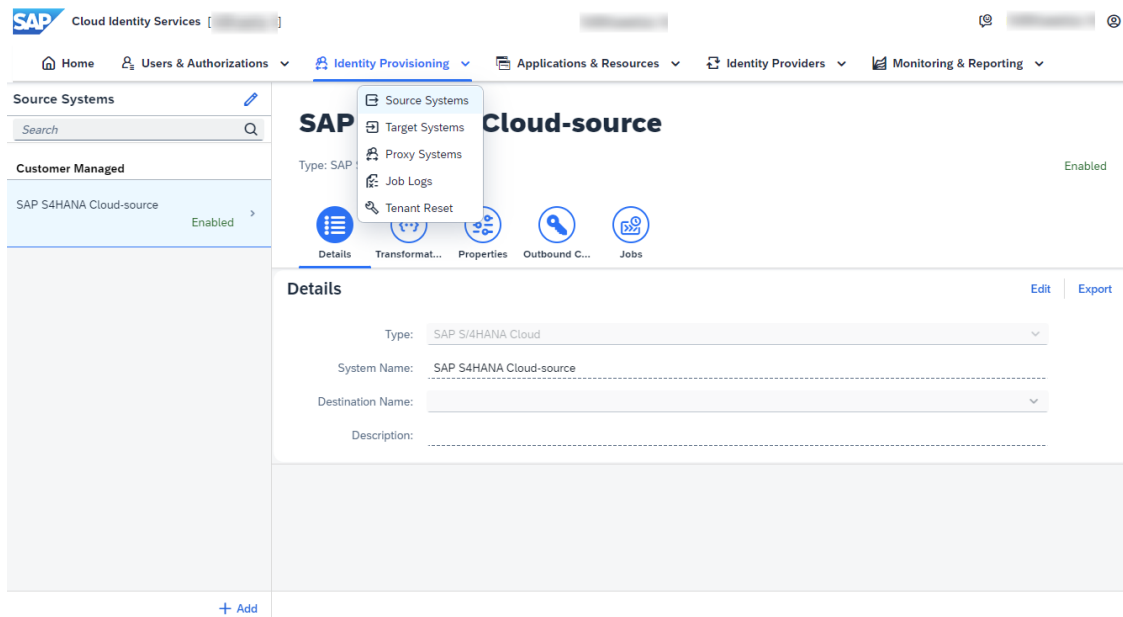 SAP Cloud Identity Services [ ]
Home Users & Authorizations Identity Provisioning Applications & Resources Identity Providers Monitoring & Reporting
Source Systems
Search
Customer Managed
SAP S4HANA Cloud-source
Enabled
Source Systems
Target Systems
Proxy Systems
Job Logs
Tenant Reset
SAP Cloud-source
Type: SAP
Enabled
Details Transformat... Properties Outbound C... Jobs
Details Edit Export
Type: SAP S/4HANA Cloud
System Name: SAP S4HANA Cloud-source
Destination Name:
Description:
+ Add